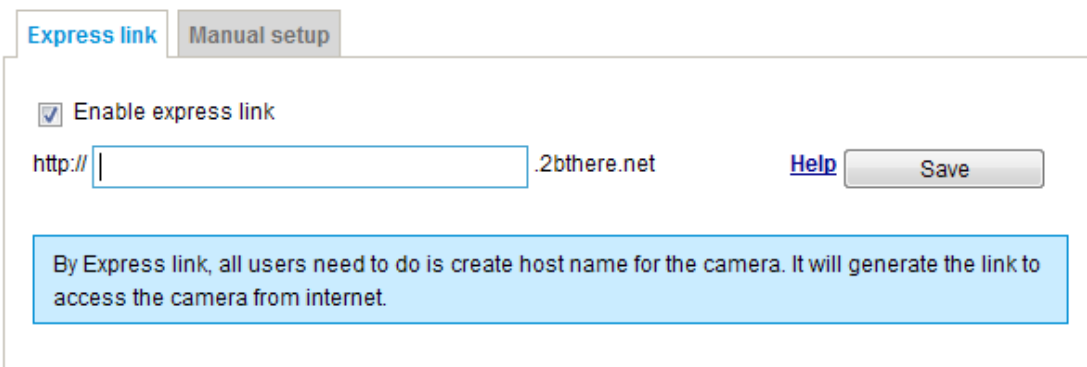 Express link Manual setup
Enable express link
http:// .2bthere.net Help Save
By Express link, all users need to do is create host name for the camera. It will generate the link to
access the camera from internet.